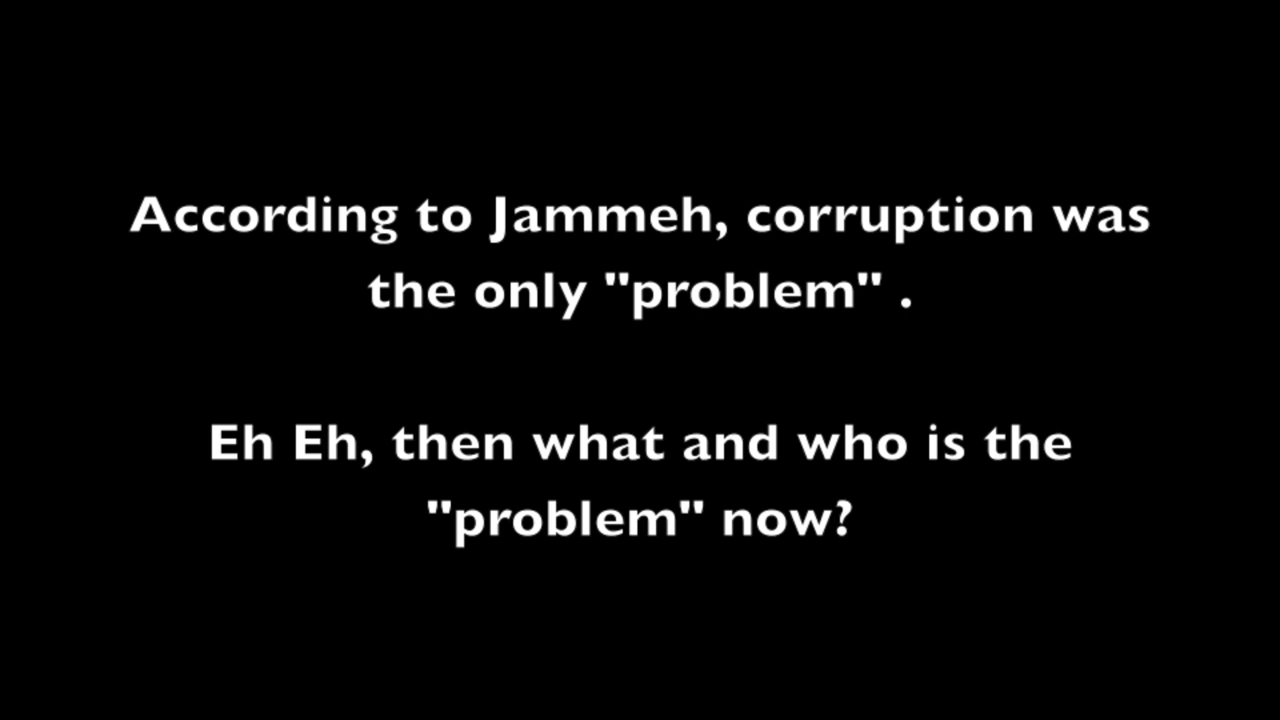 According to Jammeh, corruption was
the only "problem" .
Eh Eh, then what and who is the
"problem" now?